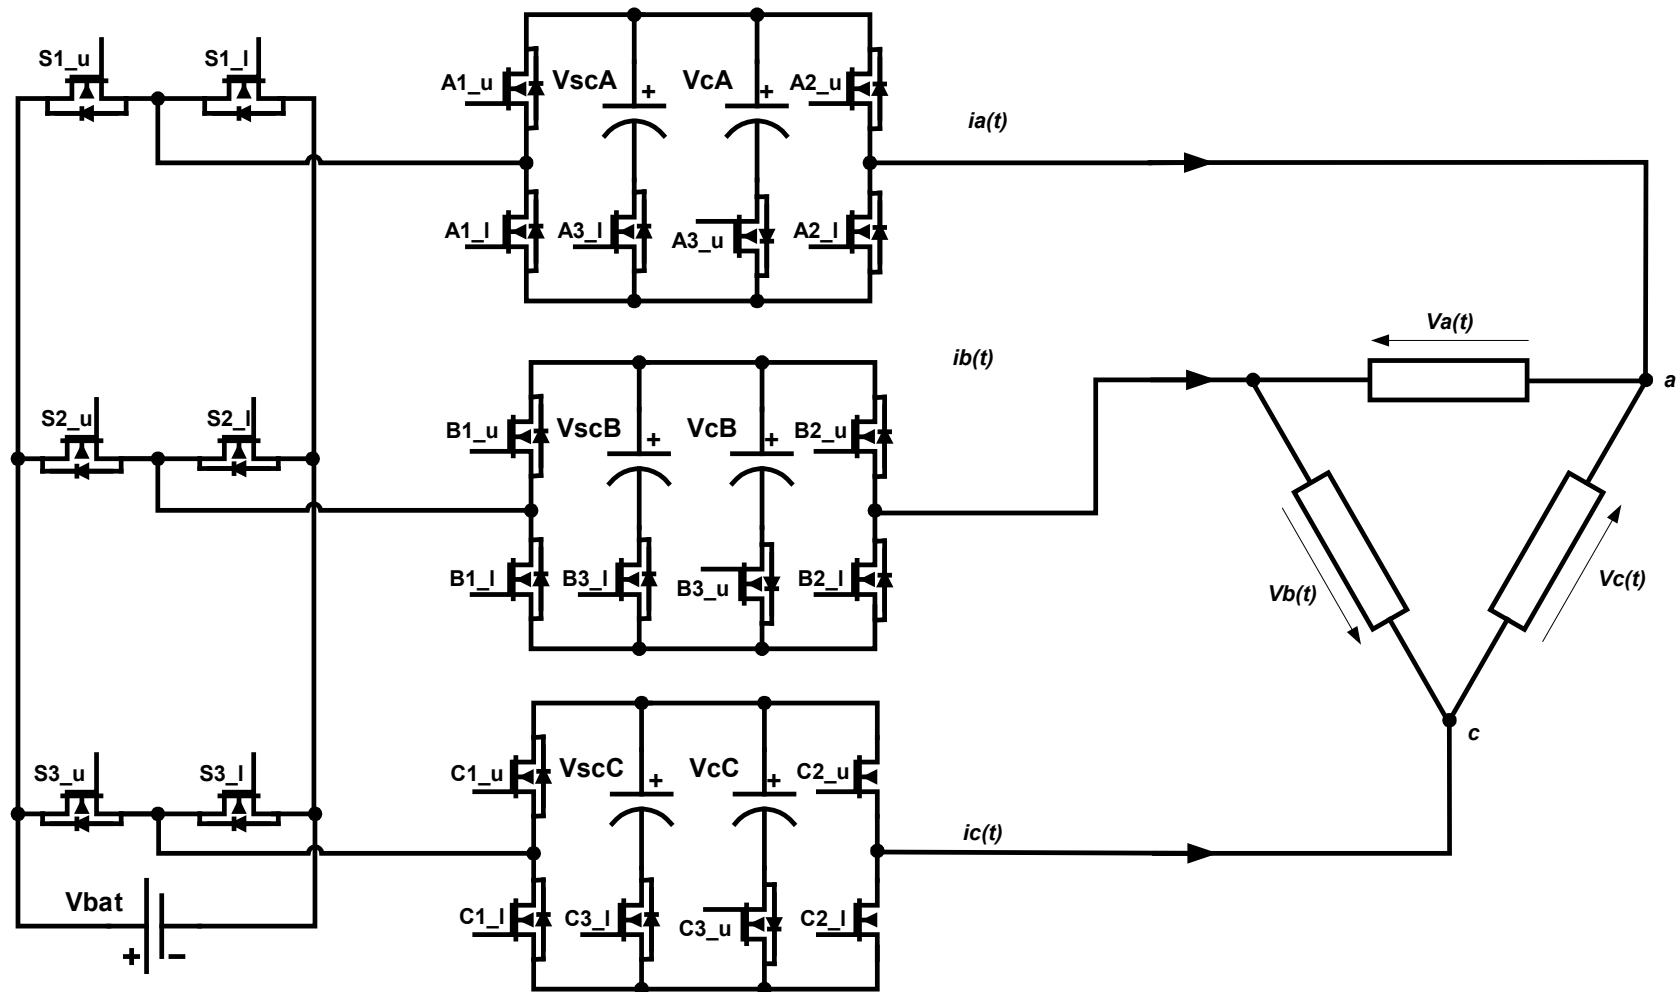 S1_u
S1_l
A1_u
VscA
+
VcA
+
A2_u
ia(t)
A1_l
A3_l
A3_u
A2_l
Va(t)
ib(t)
a
S2_u
S2_l
B1_u
VscB
+
VcB
+
B2_u
B1_l
B3_l
B3_u
B2_l
Vb(t)
Vc(t)
c
S3_u
S3_l
C1_u
VscC
+
VcC
+
C2_u
ic(t)
Vbat
+
-
C1_l
C3_l
C3_u
C2_l